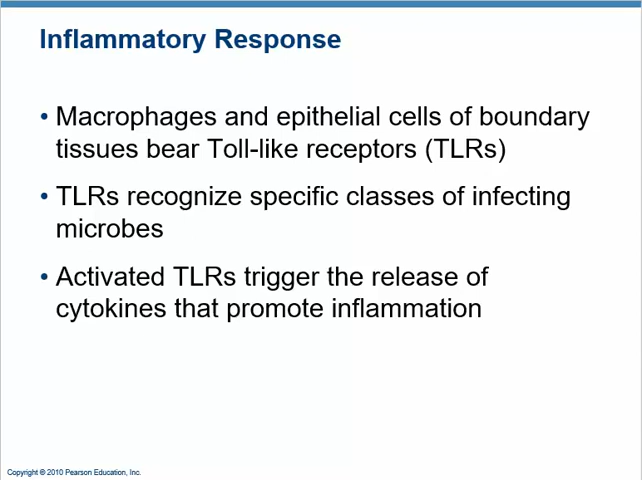 Inflammatory Response
• Macrophages and epithelial cells of boundary
tissues bear Toll-like receptors (TLRs)
• TLRs recognize specific classes of infecting
microbes
• Activated TLRs trigger the release of
cytokines that promote inflammation
Copyright © 2010 Pearson Education, Inc.